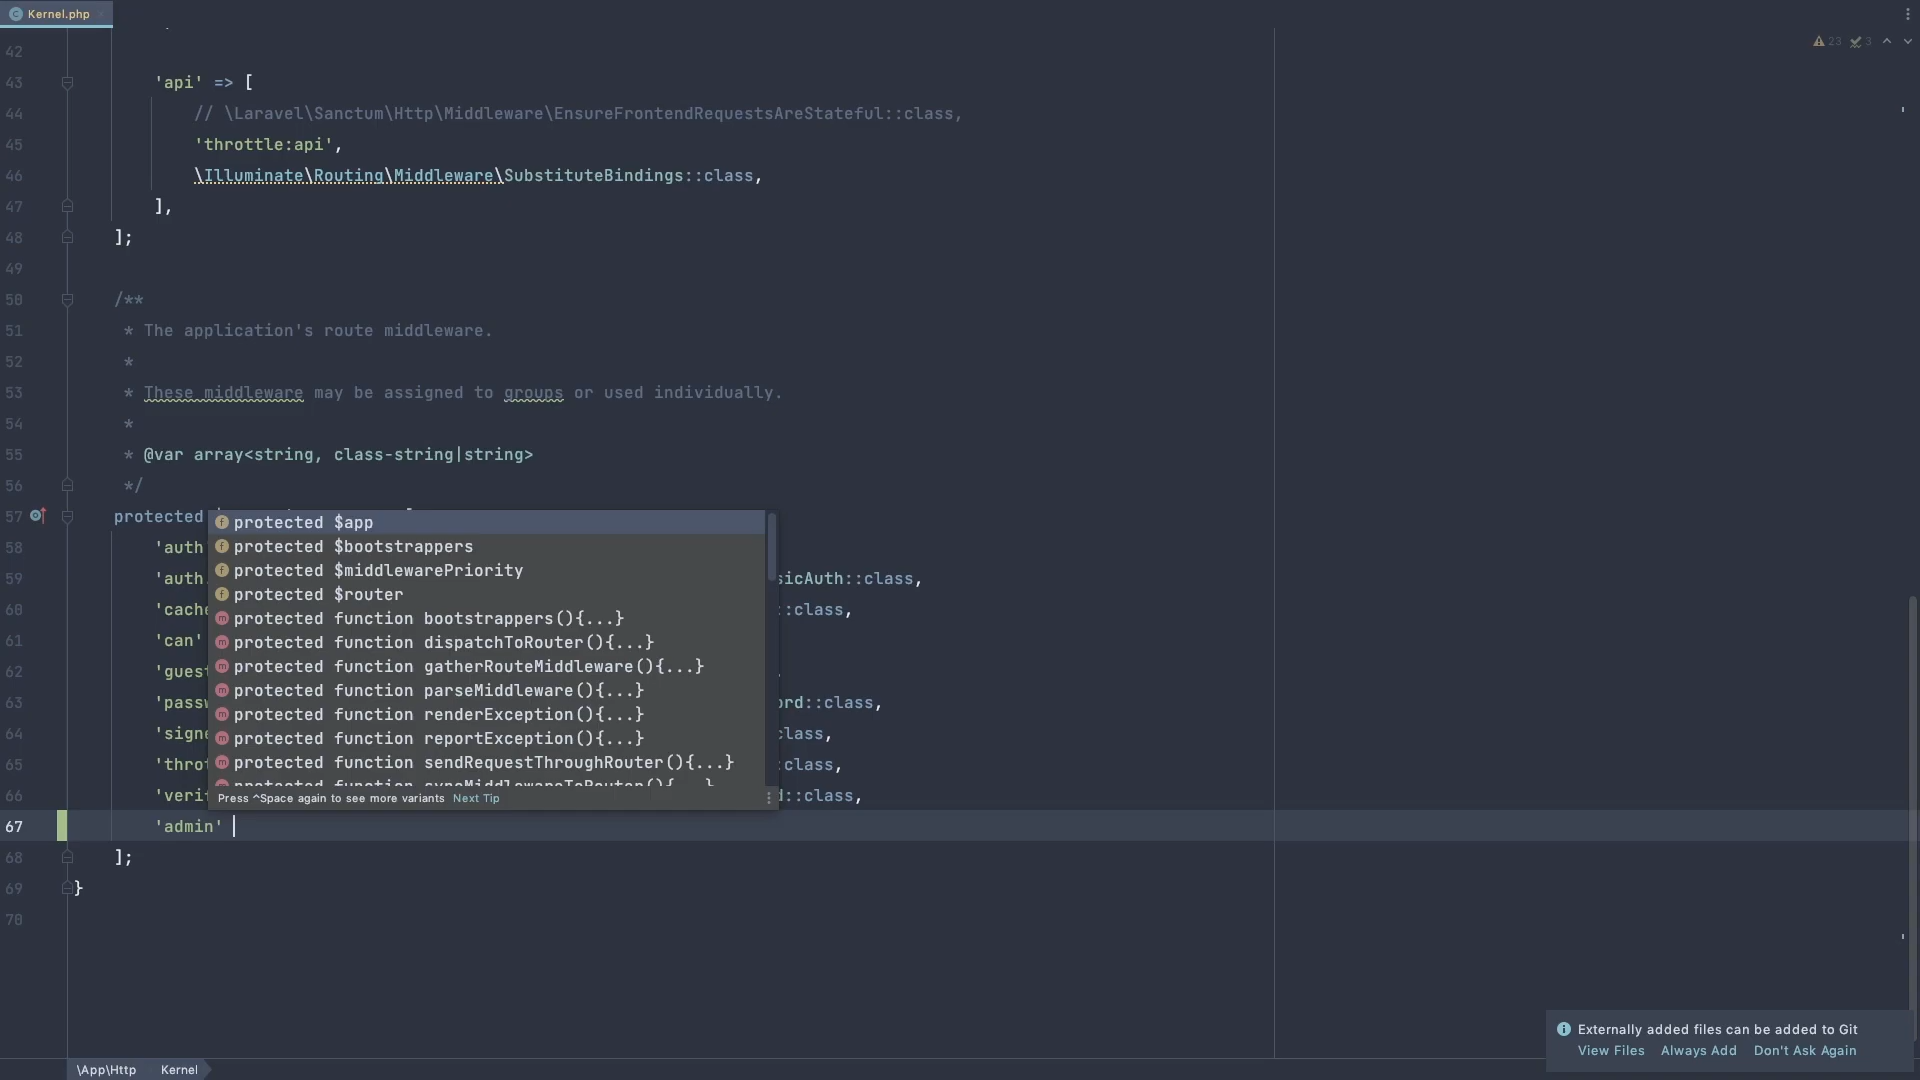 Kernel.php
23 3
42
43 'api' => [
44 // \Laravel\Sanctum\Http\Middleware\EnsureFrontendRequestsAreStateful::class,
45 'throttle:api',
46 \Illuminate\Routing\Middleware\SubstituteBindings::class,
47 ],
48 ];
49
50 /**
51 * The application's route middleware.
52 *
53 * These middleware may be assigned to groups or used individually.
54 *
55 * @var array<string, class-string|string>
56 */
57 protected
58 'auth
59 'auth. sicAuth::class,
60 'cache ::class,
61 'can'
62 'guest
63 'passw ord::class,
64 'signe class,
65 'throt class,
66 'verif d::class,
67 'admin'
68 ];
69 }
70
protected $app
protected $bootstrappers
protected $middlewarePriority
protected $router
protected function bootstrappers(){...}
protected function dispatchToRouter(){...}
protected function gatherRouteMiddleware(){...}
protected function parseMiddleware(){...}
protected function renderException(){...}
protected function reportException(){...}
protected function sendRequestThroughRouter(){...}
protected function syncMiddlewareToRouter(){...}
Press ^Space again to see more variants Next Tip
Externally added files can be added to Git
View Files Always Add Don't Ask Again
\App\Http Kernel